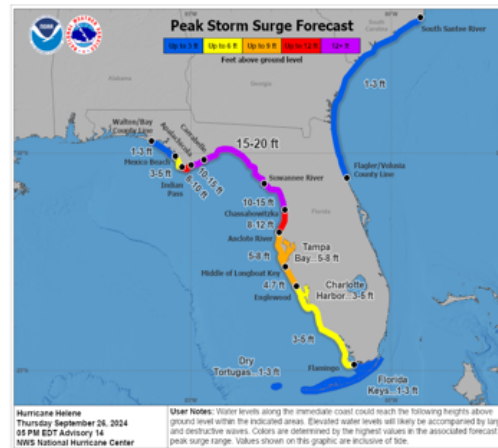 Peak Storm Surge Forecast
Up to 3 ft
Up to 6 ft
Up to 9 ft
Up to 12 ft
12+ ft
Feet above ground level
South Carolina
South Santee River
Alabama
Georgia
1-3 ft
Walton/Bay
County Line
Apalachicola
Carrabelle
15-20 ft
1-3 ft
Mexico Beach
3-5 ft
Indian
Pass
6-10 ft
10-15 ft
Suwannee River
Flagler/Volusia
County Line
10-15 ft
Chassahowitzka
Florida
8-12 ft
Anclote River
Tampa
Bay...5-8 ft
5-8 ft
Middle of Longboat Key
4-7 ft
Englewood
Charlotte
Harbor...3-5 ft
3-5 ft
Flamingo
Dry
Tortugas...1-3 ft
Florida
Keys...1-3 ft
Hurricane Helene
Thursday September 26, 2024
05 PM EDT Advisory 14
NWS National Hurricane Center
User Notes: Water levels along the immediate coast could reach the following heights above
ground level within the indicated areas. Elevated water levels will likely be accompanied by large
and destructive waves. Colors are determined by the highest values in the associated forecast
peak surge range. Values shown on this graphic are inclusive of tide.